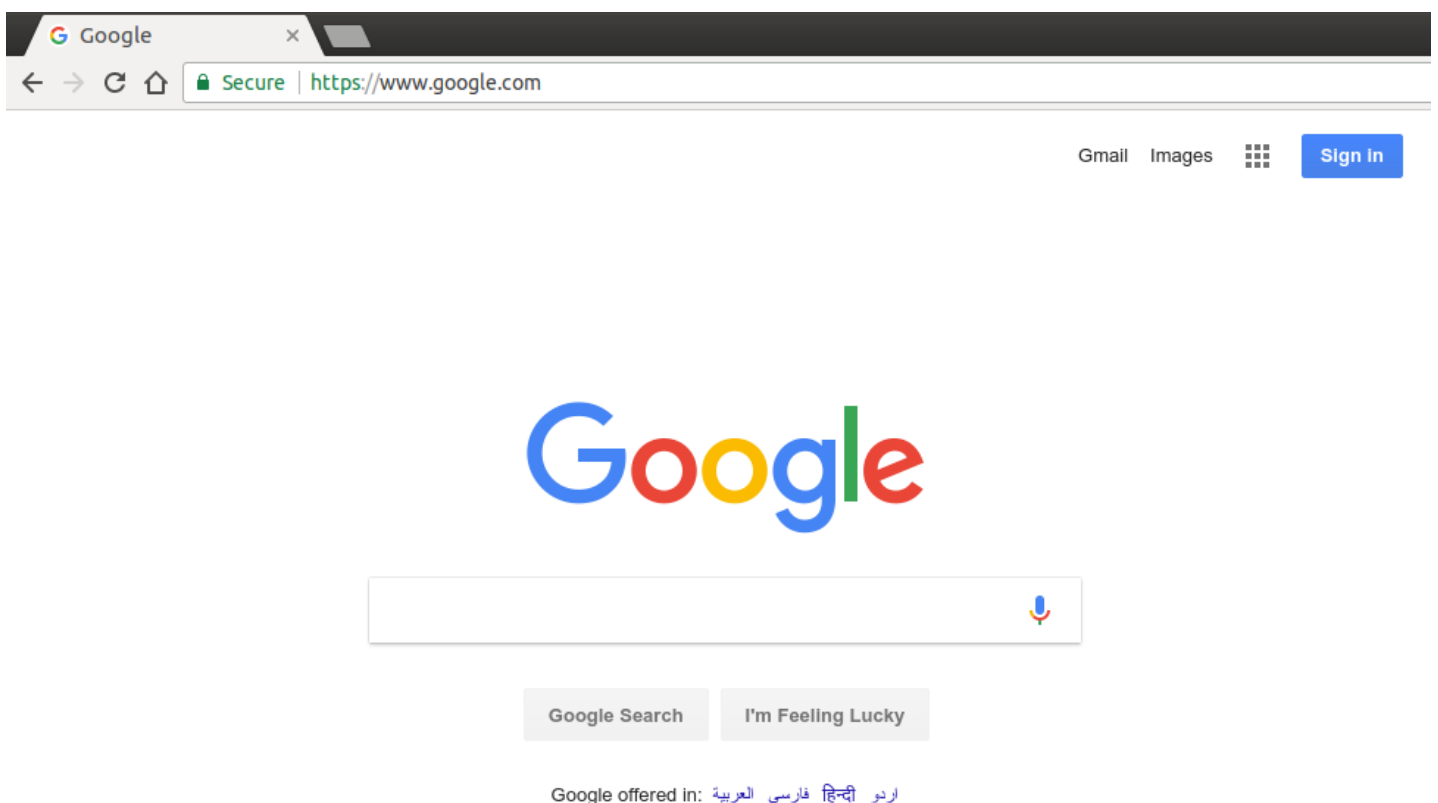 Google
Secure https://www.google.com
Gmail Images Sign in
Google
Google Search I'm Feeling Lucky
Google offered in: العربية فارسی हिन्दी اردو